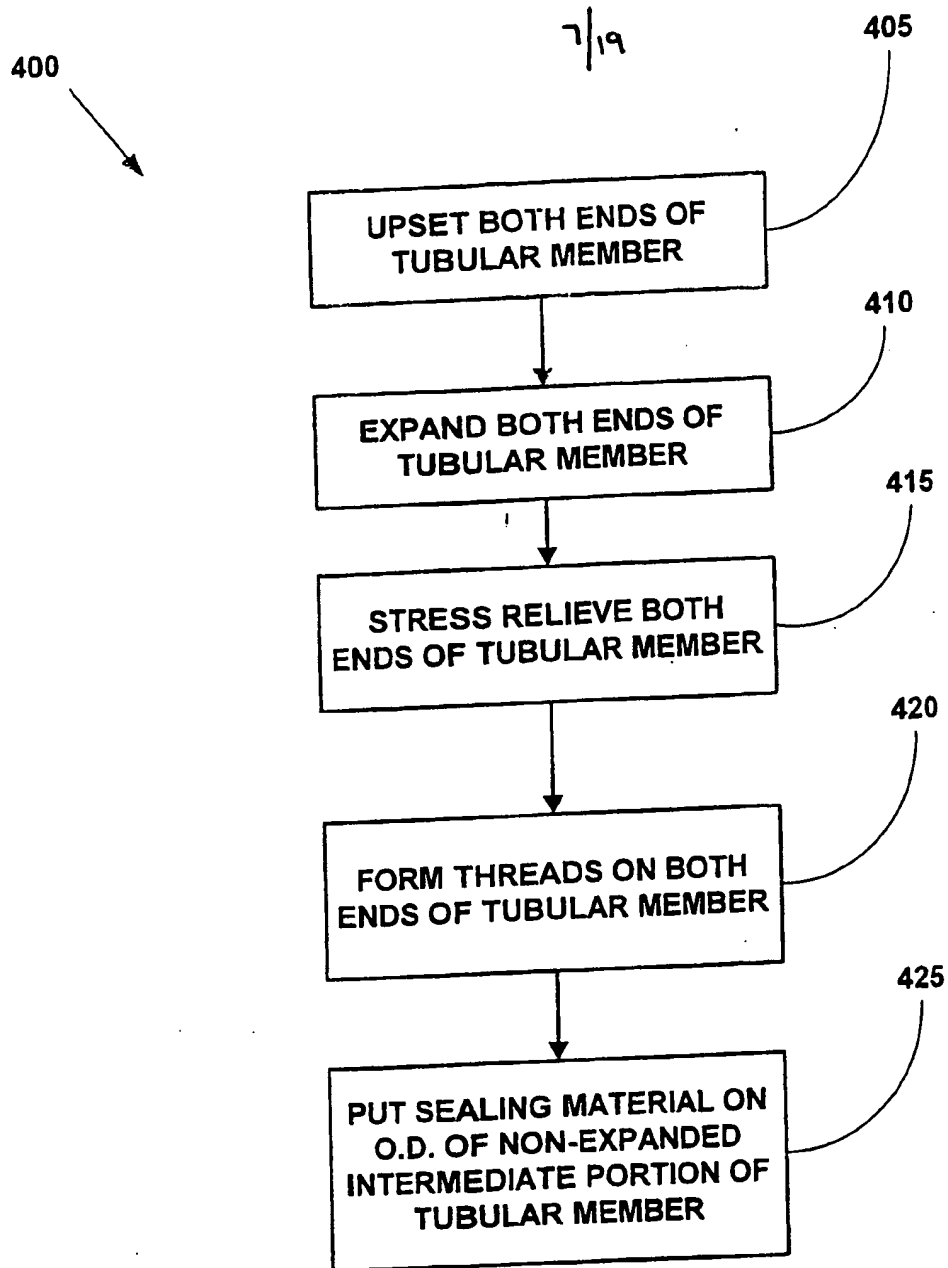 7/19
400
405
UPSET BOTH ENDS OF
TUBULAR MEMBER
410
EXPAND BOTH ENDS OF
TUBULAR MEMBER
415
STRESS RELIEVE BOTH
ENDS OF TUBULAR MEMBER
420
FORM THREADS ON BOTH
ENDS OF TUBULAR MEMBER
425
PUT SEALING MATERIAL ON
O.D. OF NON-EXPANDED
INTERMEDIATE PORTION OF
TUBULAR MEMBER